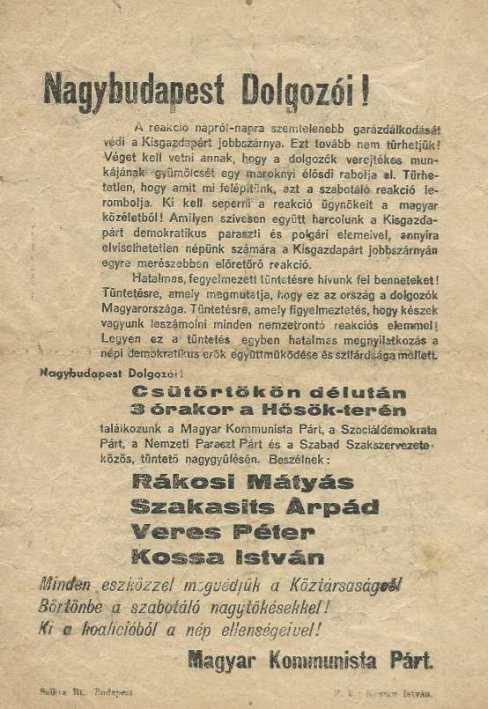 Nagybudapest Dolgozói!
A reakció napról-napra szemtelenebb garázdálkodását
védi a Kisgazdapárt jobbszárnya. Ezt tovább nem tűrhetjük!
Véget kell vetni annak, hogy a dolgozók verejtékes mun-
kájának gyümölcsét egy maroknyi élősdi rabolja el. Tűrhe-
tetlen, hogy amit mi felépítünk, azt a szabotáló reakció le-
rombolja. Ki kell seperni a reakció ügynökeit a magyar
közéletből! Amilyen szivesen együtt harcolunk a Kisgazda-
párt demokratikus paraszti és polgári elemeivel, annyira
elviselhetetlen népünk számára a Kisgazdapárt jobbszárnyán
egyre merészebben előretörő reakció.
Hatalmas, fegyelmezett tüntetésre hívunk fel benneteket!
Tüntetésre, amely megmutatja, hogy ez az ország a dolgozók
Magyarországa. Tüntetésre, amely figyelmeztetés, hogy készek
vagyunk leszámolni minden nemzetrontó reakciós elemmel!
Legyen ez a tüntetés egyben hatalmas megnyilatkozás a
népi demokratikus erők együttműködése és szilárdsága mellett.
Nagybudapest Dolgozói!
Csütörtökön délután
3 órakor a Hősök-terén
találkozunk a Magyar Kommunista Párt, a Szociáldemokrata
Párt, a Nemzeti Paraszt Párt és a Szabad Szakszervezetek
közös, tüntető nagygyűlésén. Beszélnek:
Rákosi Mátyás
Szakasits Árpád
Veres Péter
Kossa István
Minden eszközzel megvédjük a Köztársaságot!
Börtönbe a szabotáló nagytőkésekkel!
Ki a koalicióból a nép ellenségeivel!
Magyar Kommunista Párt.
Rt. Budapest
István.